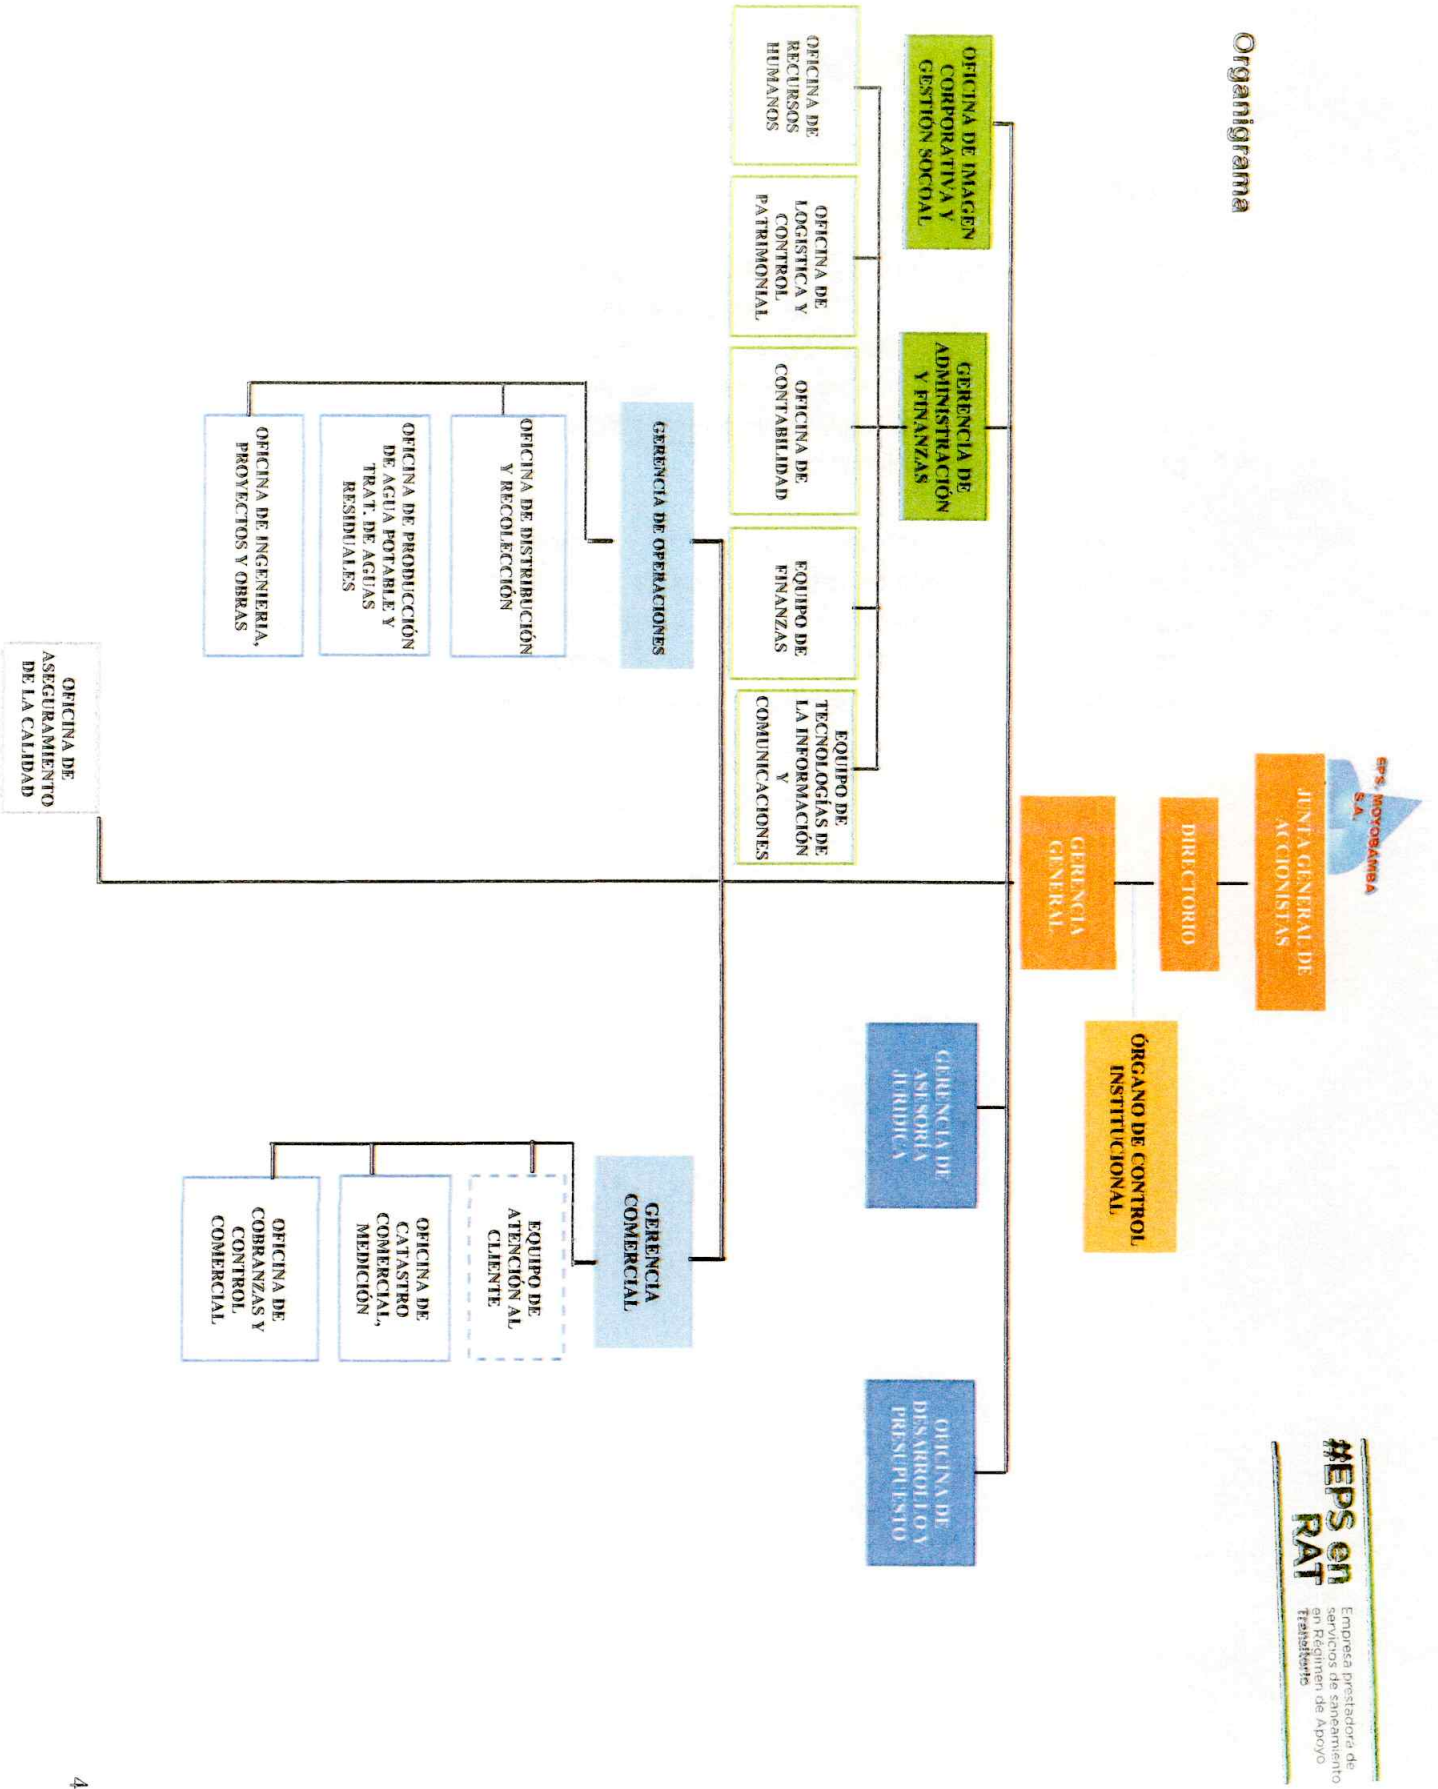 Organigrama
EPS. MOYOBAMBA
S.A.
#EPS en
RAT
Empresa prestadora de
servicios de saneamiento
en Régimen de Apoyo
Transitorio
JUNTA GENERAL DE
ACCIONISTAS
DIRECTORIO
ÓRGANO DE CONTROL
INSTITUCIONAL
GERENCIA
GENERAL
OFICINA DE IMAGEN
CORPORATIVA Y
GESTIÓN SOCOAL
GERENCIA DE
ADMINISTRACIÓN
Y FINANZAS
GERENCIA DE
ASESORÍA
JURIDICA
OFICINA DE
DESARROLLO Y
PRESUPUESTO
OFICINA DE
RECURSOS
HUMANOS
OFICINA DE
LOGISTICA Y
CONTROL
PATRIMONIAL
OFICINA DE
CONTABILIDAD
EQUIPO DE
FINANZAS
EQUIPO DE
TECNOLOGÍAS DE
LA INFORMACIÓN
Y
COMUNICACIONES
GERENCIA DE OPERACIONES
GERENCIA
COMERCIAL
OFICINA DE DISTRIBUCIÓN
Y RECOLECCIÓN
OFICINA DE PRODUCCIÓN
DE AGUA POTABLE Y
TRAT. DE AGUAS
RESIDUALES
OFICINA DE INGENIERIA,
PROYECTOS Y OBRAS
EQUIPO DE
ATENCIÓN AL
CLIENTE
OFICINA DE
CATASTRO
COMERCIAL,
MEDICIÓN
OFICINA DE
COBRANZAS Y
CONTROL
COMERCIAL
OFICINA DE
ASEGURAMIENTO
DE LA CALIDAD
4